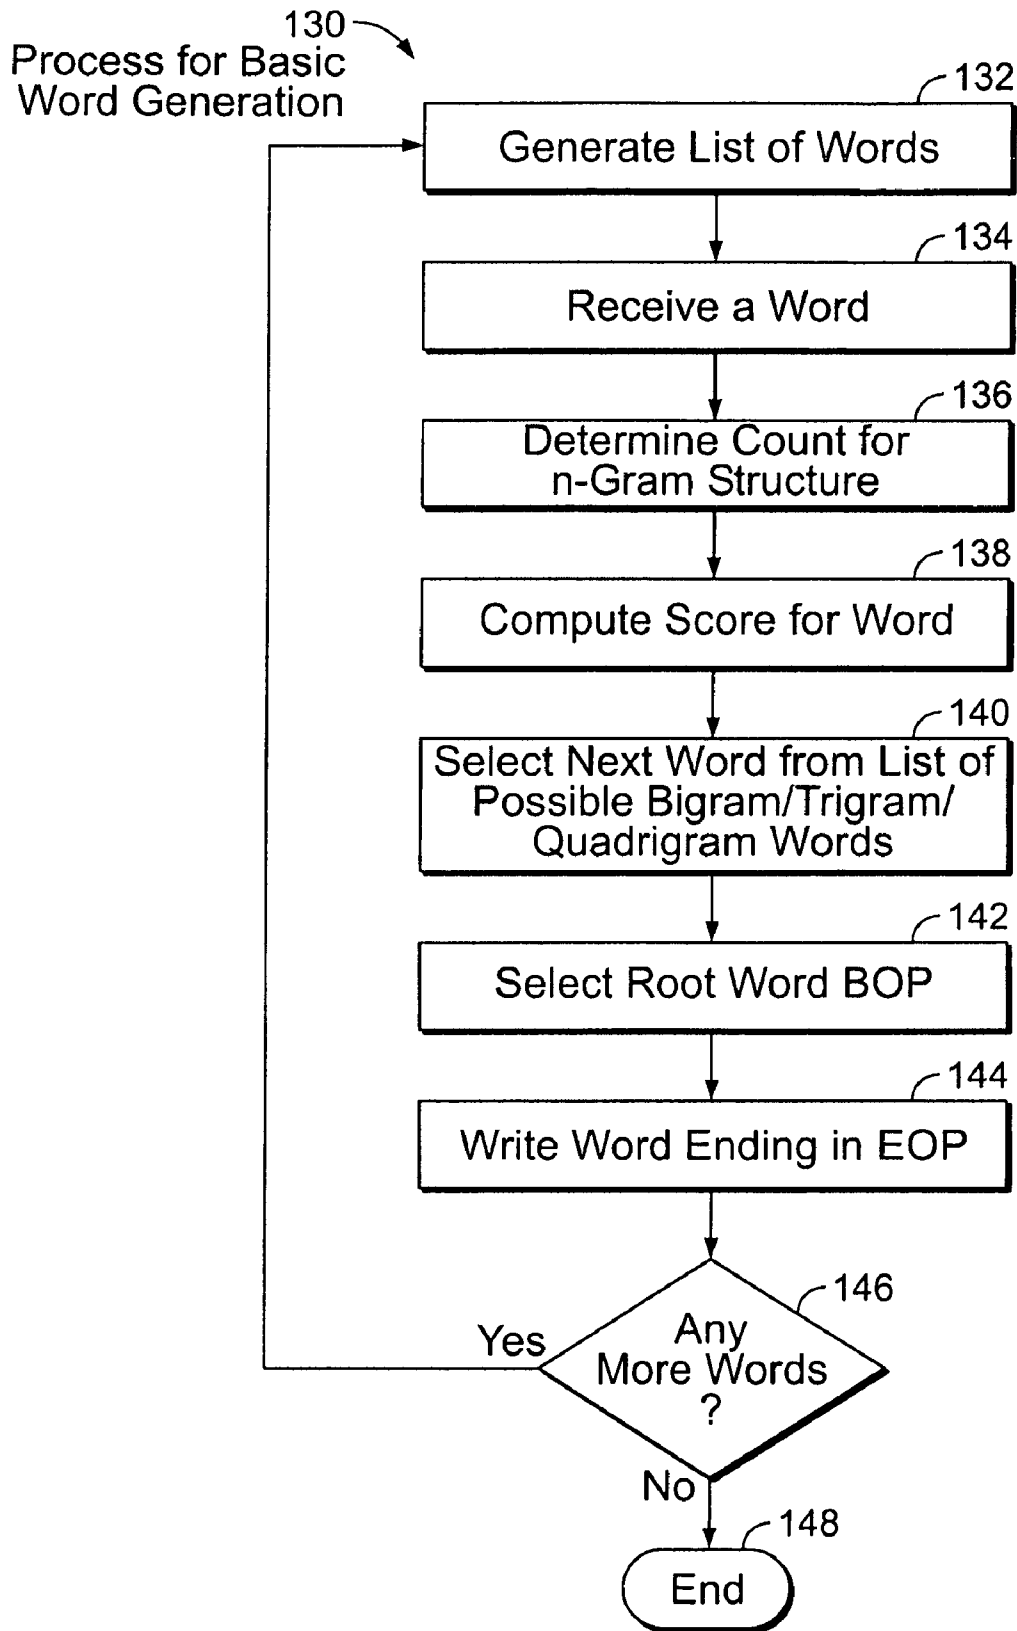 130
Process for Basic
Word Generation
132
Generate List of Words
134
Receive a Word
136
Determine Count for
n-Gram Structure
138
Compute Score for Word
140
Select Next Word from List of
Possible Bigram/Trigram/
Quadrigram Words
142
Select Root Word BOP
144
Write Word Ending in EOP
146
Yes
Any
More Words
?
No
148
End